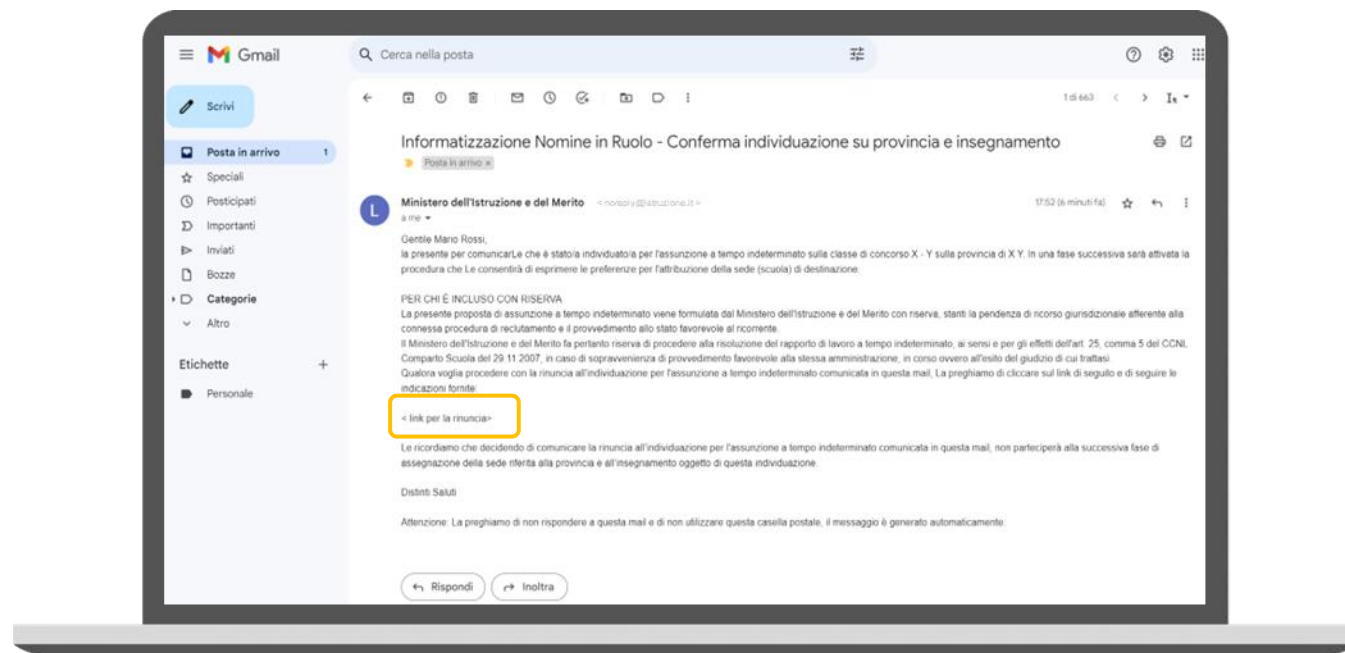 Gmail
Cerca nella posta
Scrivi
1 di 663
Informatizzazione Nomine in Ruolo - Conferma individuazione su provincia e insegnamento
Posta in arrivo ×
Posta in arrivo 1
Speciali
Posticipati
Importanti
Inviati
Bozze
Categorie
Altro
Etichette +
Personale
L
Ministero dell'Istruzione e del Merito
17:52 (6 minuti fa)
a me
Gentile Mario Rossi,
la presente per comunicarLe che è stato/a individuato/a per l'assunzione a tempo indeterminato sulla classe di concorso X - Y sulla provincia di X Y. In una fase successiva sarà attivata la
procedura che Le consentirà di esprimere le preferenze per l'attribuzione della sede (scuola) di destinazione.
PER CHI È INCLUSO CON RISERVA
La presente proposta di assunzione a tempo indeterminato viene formulata dal Ministero dell'Istruzione e del Merito con riserva, stanti la pendenza di ricorso giurisdizionale afferente alla
connessa procedura di reclutamento e il provvedimento allo stato favorevole al ricorrente.
Il Ministero dell'Istruzione e del Merito fa pertanto riserva di procedere alla risoluzione del rapporto di lavoro a tempo indeterminato, ai sensi e per gli effetti dell'art. 25, comma 5 del CCNL
Comparto Scuola del 29 11 2007, in caso di sopravvenienza di provvedimento favorevole alla stessa amministrazione, in corso ovvero all'esito del giudizio di cui trattasi.
Qualora voglia procedere con la rinuncia all'individuazione per l'assunzione a tempo indeterminato comunicata in questa mail, La preghiamo di cliccare sul link di seguito e di seguire le
indicazioni fornite:
< link per la rinuncia>
Le ricordiamo che decidendo di comunicare la rinuncia all'individuazione per l'assunzione a tempo indeterminato comunicata in questa mail, non parteciperà alla successiva fase di
assegnazione della sede riferita alla provincia e all'insegnamento oggetto di questa individuazione.
Distinti Saluti
Attenzione: La preghiamo di non rispondere a questa mail e di non utilizzare questa casella postale, il messaggio è generato automaticamente.
Rispondi
Inoltra